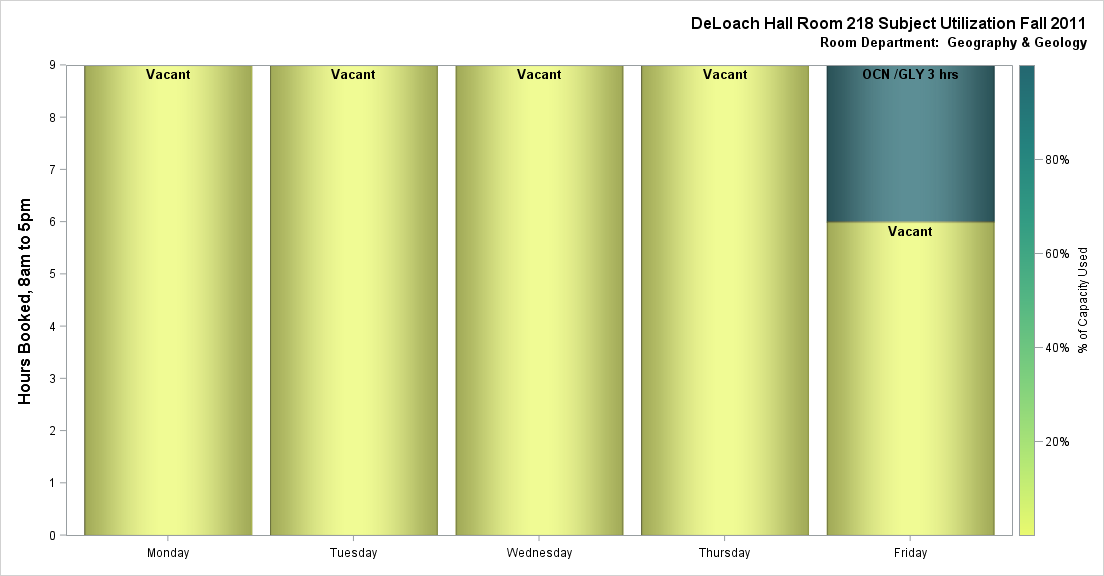 DeLoach Hall Room 218 Subject Utilization Fall 2011
Room Department:  Geography & Geology
Hours Booked, 8am to 5pm
9
8
7
6
5
4
3
2
1
0
Vacant
Vacant
Vacant
Vacant
OCN /GLY 3 hrs
Vacant
Monday
Tuesday
Wednesday
Thursday
Friday
80%
60%
40%
20%
% of Capacity Used